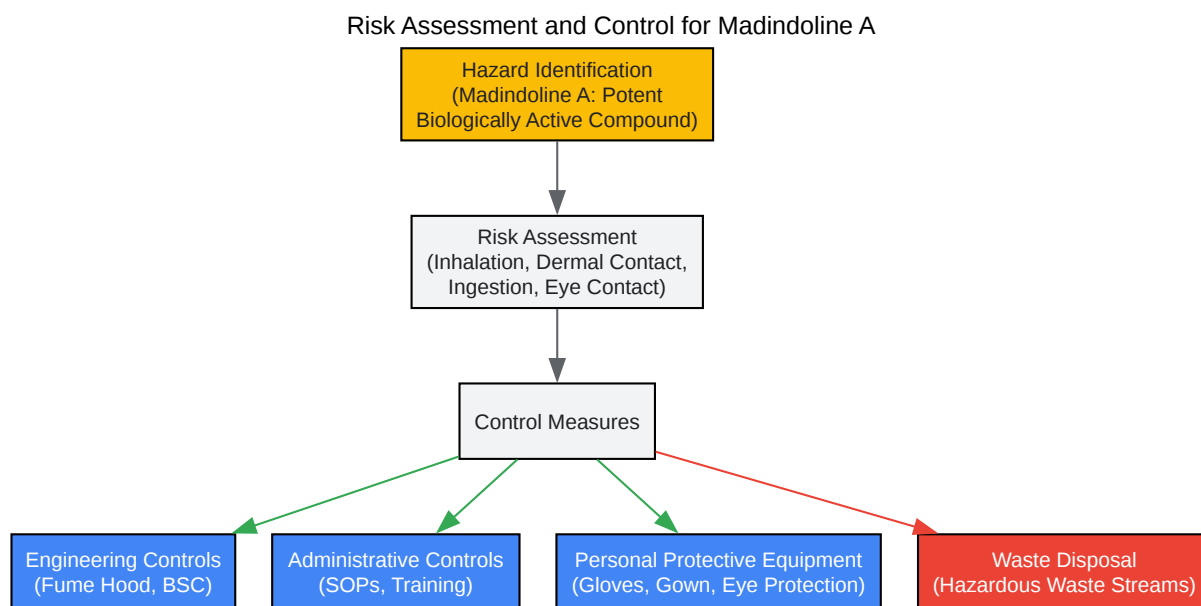 Risk Assessment and Control for Madindoline A
Hazard Identification
(Madindoline A: Potent
Biologically Active Compound)
Risk Assessment
(Inhalation, Dermal Contact,
Ingestion, Eye Contact)
Control Measures
Engineering Controls
(Fume Hood, BSC)
Administrative Controls
(SOPs, Training)
Personal Protective Equipment
(Gloves, Gown, Eye Protection)
Waste Disposal
(Hazardous Waste Streams)